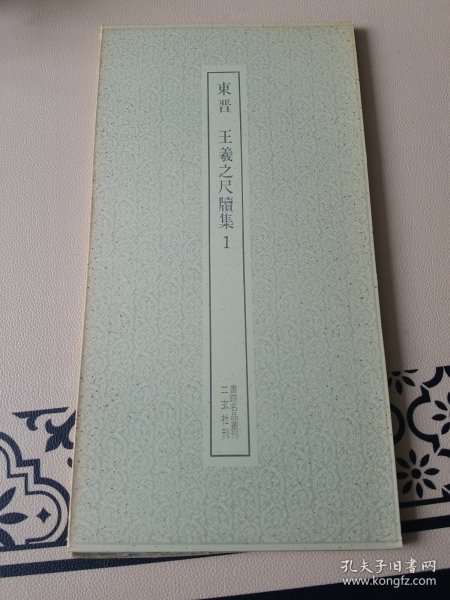 東晋 王羲之尺牘集 1
書跡名品叢刊
二玄社刊
孔夫子旧书网
www.kongfz.com